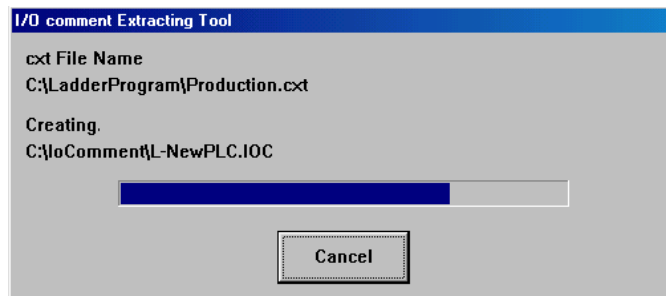 I/O comment Extracting Tool
cxt File Name
C:\LadderProgram\Production.cxt
Creating.
C:\IoComment\L-NewPLC.IOC
Cancel